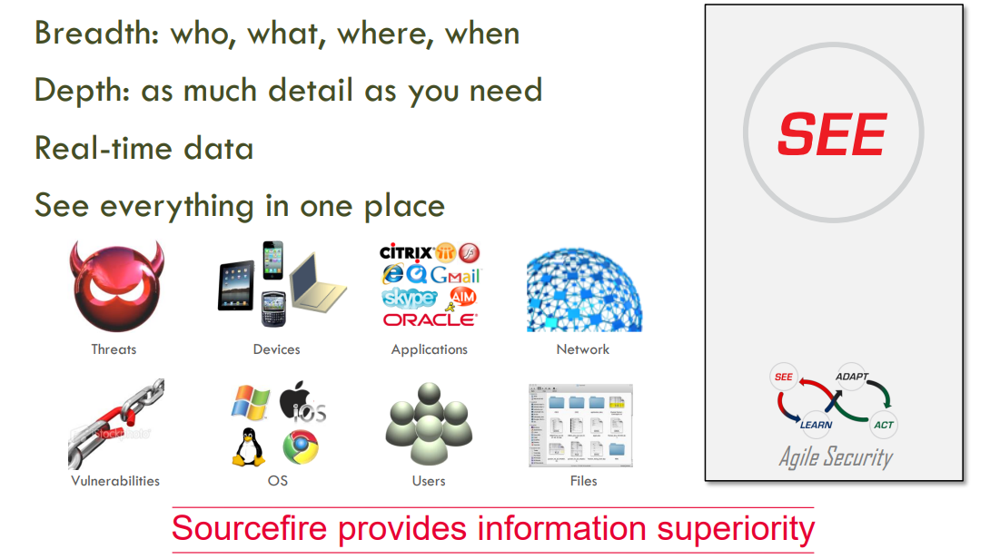 Breadth: who, what, where, when
Depth: as much detail as you need
Real-time data
See everything in one place
SEE
CiTRIX
Gmail
skype AIM
ORACLE
Threats
Devices
Applications
Network
iOS
Vulnerabilities
OS
Users
Files
SEE
ADAPT
LEARN
ACT
Agile Security
Sourcefire provides information superiority